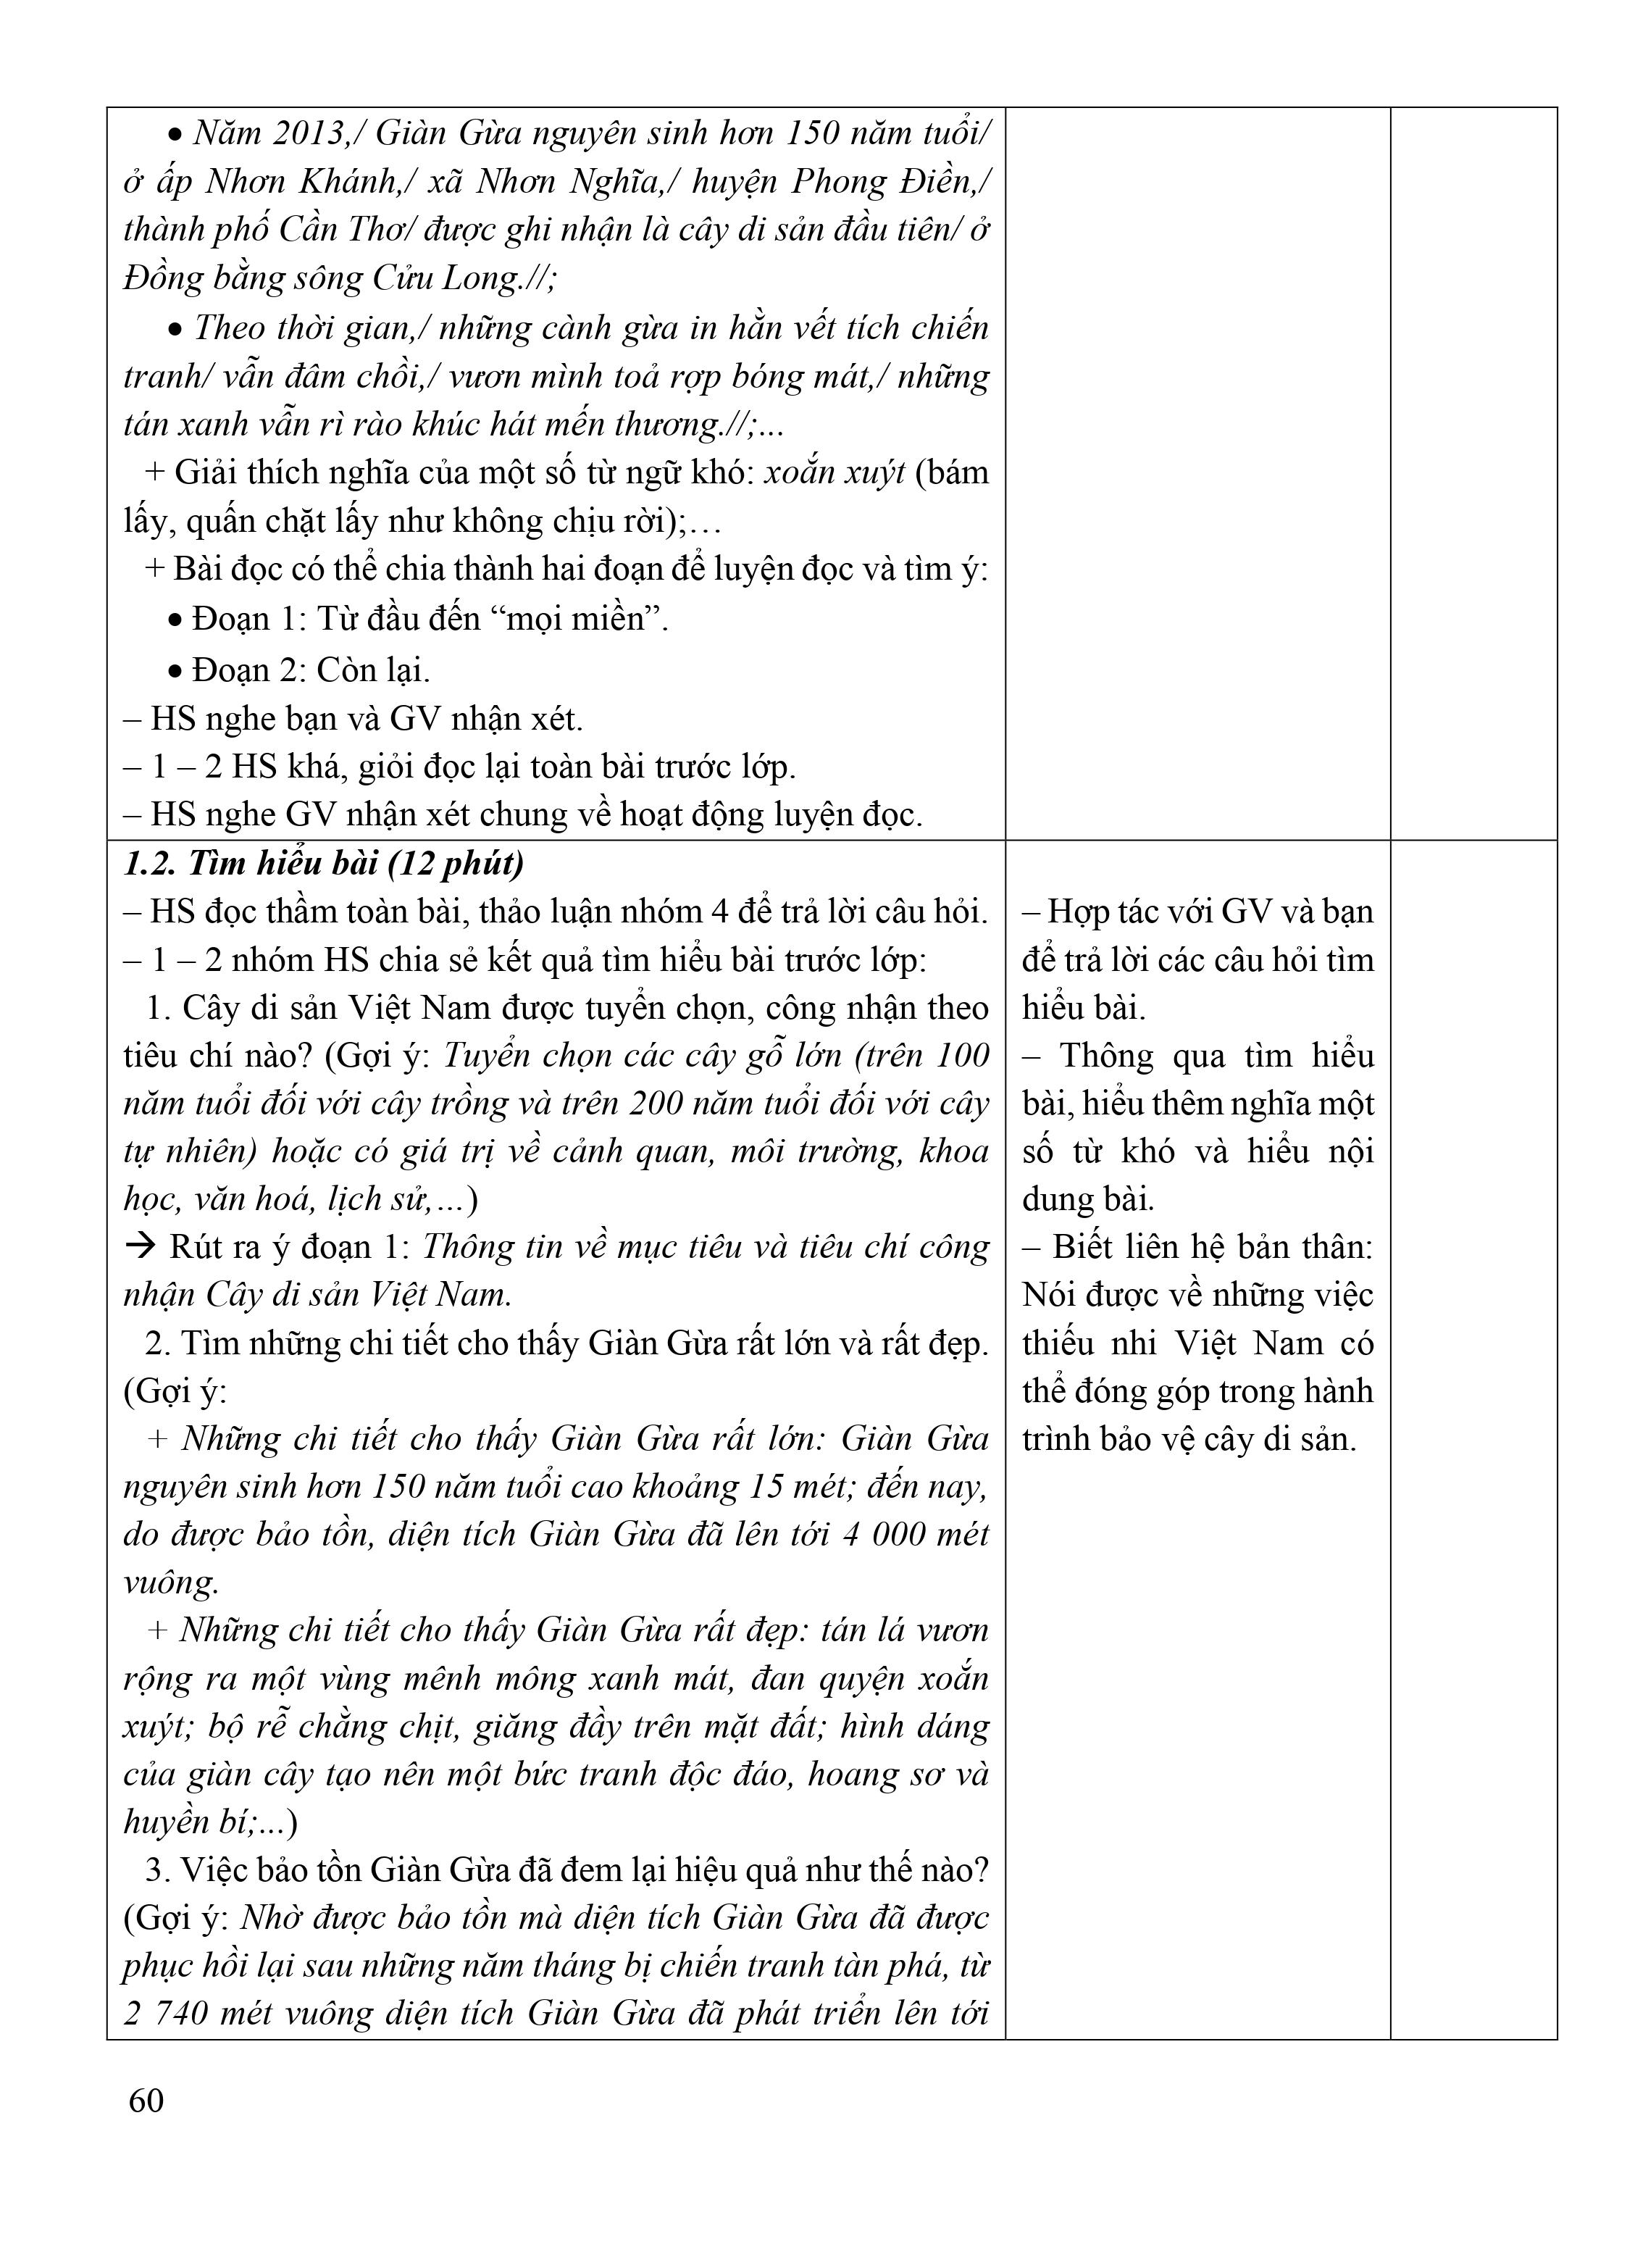 • Năm 2013,/ Giàn Gừa nguyên sinh hơn 150 năm tuổi/
ở ấp Nhơn Khánh,/ xã Nhơn Nghĩa,/ huyện Phong Điền,/
thành phố Cần Thơ/ được ghi nhận là cây di sản đầu tiên/ ở
Đồng bằng sông Cửu Long.//;
• Theo thời gian,/ những cành gừa in hằn vết tích chiến
tranh/ vẫn đâm chồi,/ vươn mình toả rợp bóng mát,/ những
tán xanh vẫn rì rào khúc hát mến thương.//;...
+ Giải thích nghĩa của một số từ ngữ khó: xoắn xuýt (bám
lấy, quấn chặt lấy như không chịu rời);…
+ Bài đọc có thể chia thành hai đoạn để luyện đọc và tìm ý:
• Đoạn 1: Từ đầu đến “mọi miền”.
• Đoạn 2: Còn lại.
– HS nghe bạn và GV nhận xét.
– 1 – 2 HS khá, giỏi đọc lại toàn bài trước lớp.
– HS nghe GV nhận xét chung về hoạt động luyện đọc.
1.2. Tìm hiểu bài (12 phút)
– HS đọc thầm toàn bài, thảo luận nhóm 4 để trả lời câu hỏi.
– 1 – 2 nhóm HS chia sẻ kết quả tìm hiểu bài trước lớp:
1. Cây di sản Việt Nam được tuyển chọn, công nhận theo
tiêu chí nào? (Gợi ý: Tuyển chọn các cây gỗ lớn (trên 100
năm tuổi đối với cây trồng và trên 200 năm tuổi đối với cây
tự nhiên) hoặc có giá trị về cảnh quan, môi trường, khoa
học, văn hoá, lịch sử,…)
→ Rút ra ý đoạn 1: Thông tin về mục tiêu và tiêu chí công
nhận Cây di sản Việt Nam.
2. Tìm những chi tiết cho thấy Giàn Gừa rất lớn và rất đẹp.
(Gợi ý:
+ Những chi tiết cho thấy Giàn Gừa rất lớn: Giàn Gừa
nguyên sinh hơn 150 năm tuổi cao khoảng 15 mét; đến nay,
do được bảo tồn, diện tích Giàn Gừa đã lên tới 4 000 mét
vuông.
+ Những chi tiết cho thấy Giàn Gừa rất đẹp: tán lá vươn
rộng ra một vùng mênh mông xanh mát, đan quyện xoắn
xuýt; bộ rễ chằng chịt, giăng đầy trên mặt đất; hình dáng
của giàn cây tạo nên một bức tranh độc đáo, hoang sơ và
huyền bí;...)
3. Việc bảo tồn Giàn Gừa đã đem lại hiệu quả như thế nào?
(Gợi ý: Nhờ được bảo tồn mà diện tích Giàn Gừa đã được
phục hồi lại sau những năm tháng bị chiến tranh tàn phá, từ
2 740 mét vuông diện tích Giàn Gừa đã phát triển lên tới
– Hợp tác với GV và bạn
để trả lời các câu hỏi tìm
hiểu bài.
– Thông qua tìm hiểu
bài, hiểu thêm nghĩa một
số từ khó và hiểu nội
dung bài.
– Biết liên hệ bản thân:
Nói được về những việc
thiếu nhi Việt Nam có
thể đóng góp trong hành
trình bảo vệ cây di sản.
60